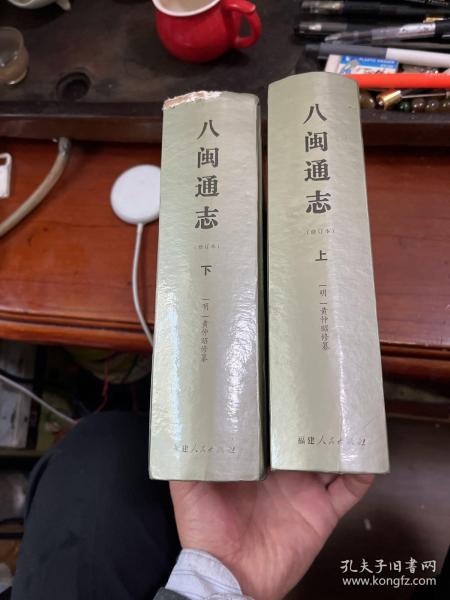 八闽通志
(修订本)
下
[明]黄仲昭修纂
福建人民出版社
八闽通志
(修订本)
上
[明]黄仲昭修纂
福建人民出版社
PLASTIC ERASER
孔夫子旧书网
www.kongfz.com